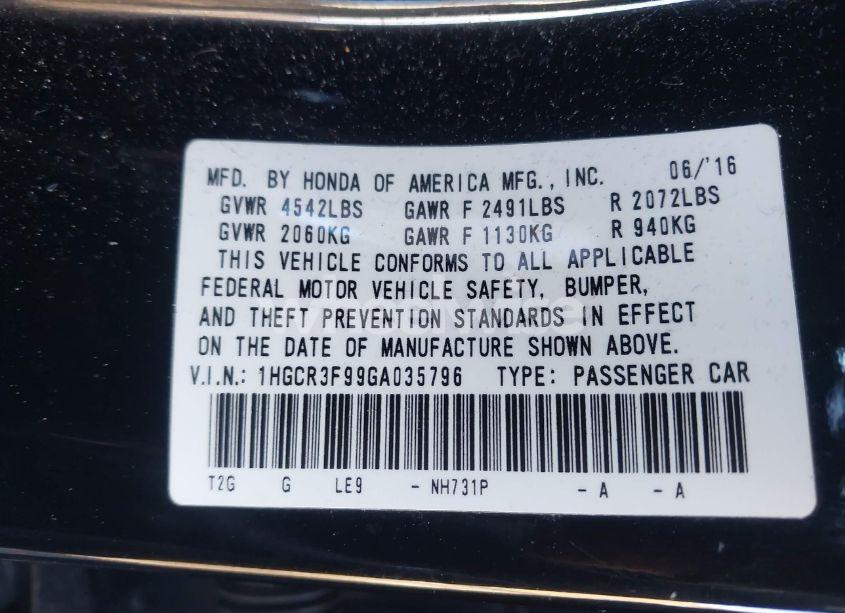 MFD. BY HONDA OF AMERICA MFG., INC. 06/'16
GVWR 4542LBS GAWR F 2491LBS R 2072LBS
GVWR 2060KG GAWR F 1130KG R 940KG
THIS VEHICLE CONFORMS TO ALL APPLICABLE
FEDERAL MOTOR VEHICLE SAFETY, BUMPER,
AND THEFT PREVENTION STANDARDS IN EFFECT
ON THE DATE OF MANUFACTURE SHOWN ABOVE.
V.I.N.: 1HGCR3F99GA035796 TYPE: PASSENGER CAR
T2G G LE9 - NH731P - A - A